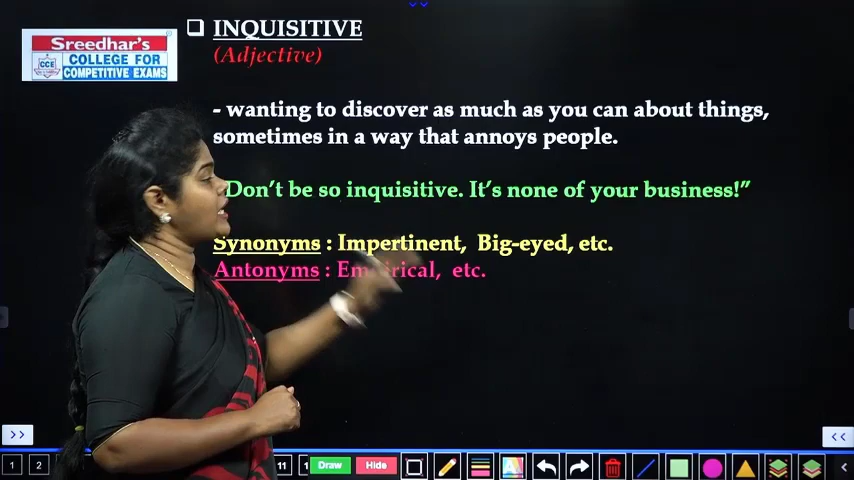 Sreedhar's
CCE
COLLEGE FOR
COMPETITIVE EXAMS
❑ INQUISITIVE
(Adjective)
- wanting to discover as much as you can about things,
sometimes in a way that annoys people.
Don't be so inquisitive. It's none of your business!”
Synonyms : Impertinent, Big-eyed, etc.
Antonyms : Empirical, etc.
>> <<
1 2 11 1 Draw Hide A